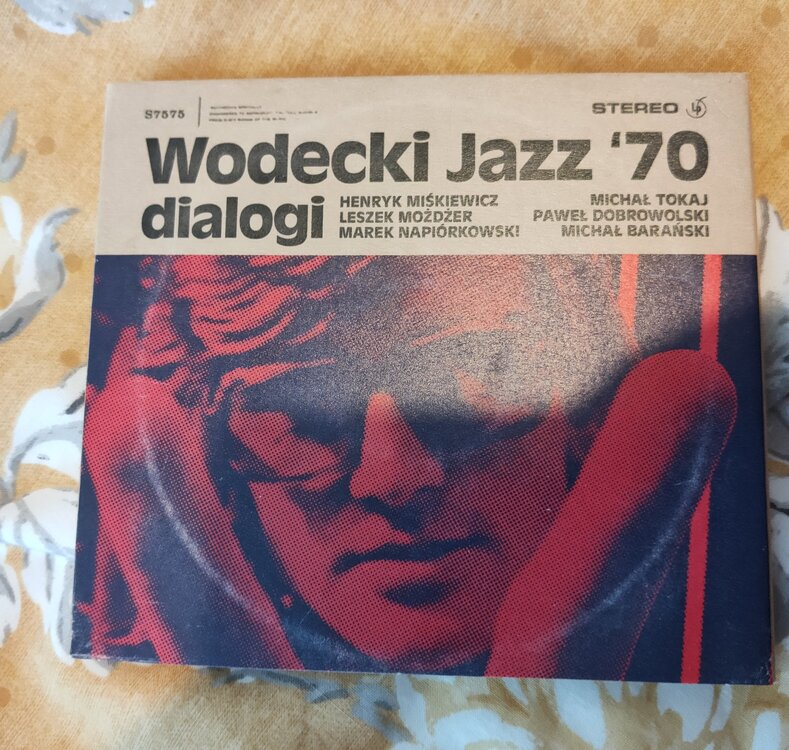 S7575
STEREO
Wodecki Jazz '70
dialogi
HENRYK MIŚKIEWICZ
LESZEK MOŻDŻER
MAREK NAPIÓRKOWSKI
MICHAŁ TOKAJ
PAWEŁ DOBROWOLSKI
MICHAŁ BARAŃSKI